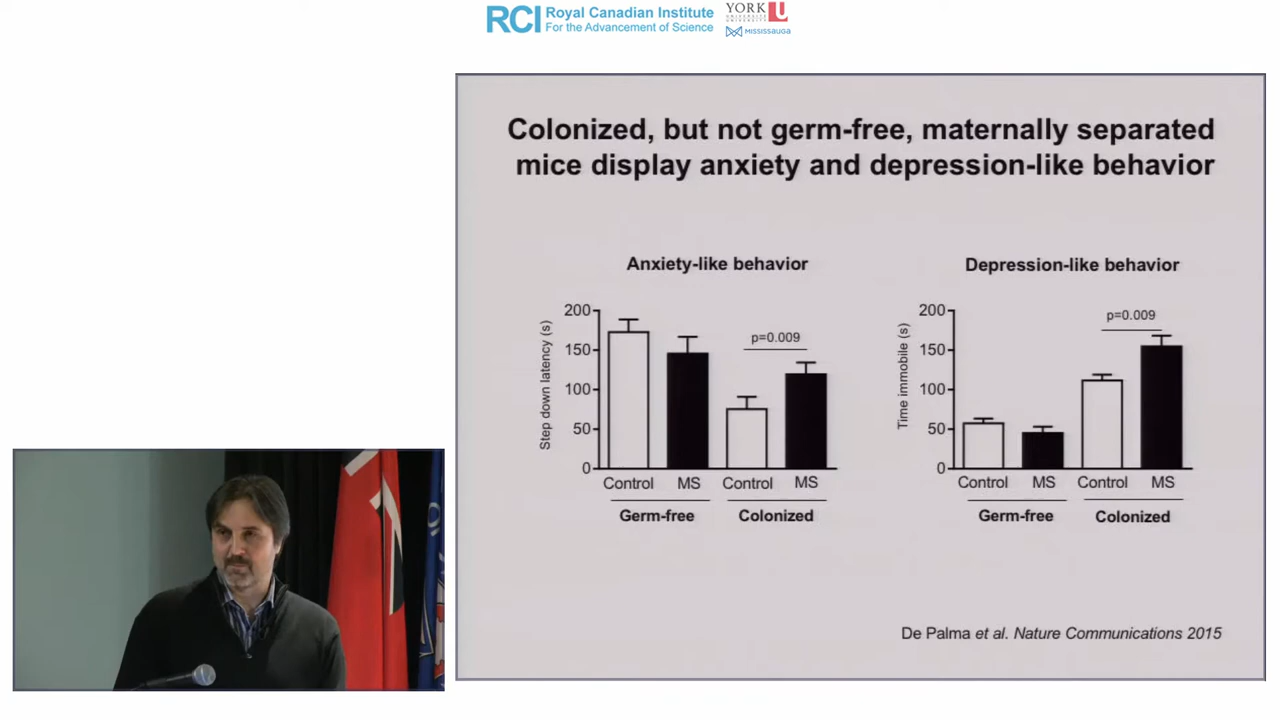 RCI Royal Canadian Institute
For the Advancement of Science
YORK U
UNIVERSITÉ
UNIVERSITY
MISSISSAUGA
Colonized, but not germ-free, maternally separated
mice display anxiety and depression-like behavior
Anxiety-like behavior
Step down latency (s)
200
150
100
50
0
p=0.009
Control MS Control MS
Germ-free Colonized
Depression-like behavior
Time immobile (s)
200
150
100
50
0
p=0.009
Control MS Control MS
Germ-free Colonized
De Palma et al. Nature Communications 2015